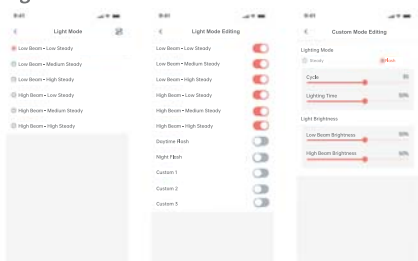 9:41
Light Mode
Low Beam - Low Steady
Low Beam - Medium Steady
Low Beam - High Steady
High Beam - Low Steady
High Beam - Medium Steady
High Beam - High Steady
9:41
Light Mode Editing
Low Beam - Low Steady
Low Beam - Medium Steady
Low Beam - High Steady
High Beam - Low Steady
High Beam - Medium Steady
High Beam - High Steady
Daytime Flash
Night Flash
Custom 1
Custom 2
Custom 3
9:41
Custom Mode Editing
Lighting Mode
Steady
Flash
Cycle
Lighting Time
50%
Light Brightness
Low Beam Brightness
50%
High Beam Brightness
50%